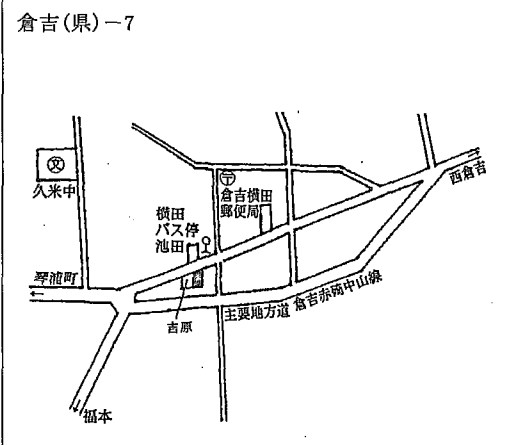 倉吉(県)-7
文
久米中
〒
倉吉横田
郵便局
西倉吉
横田
バス停
池田
琴浦町
吉原
主要地方道 倉吉赤碕中山線
福本